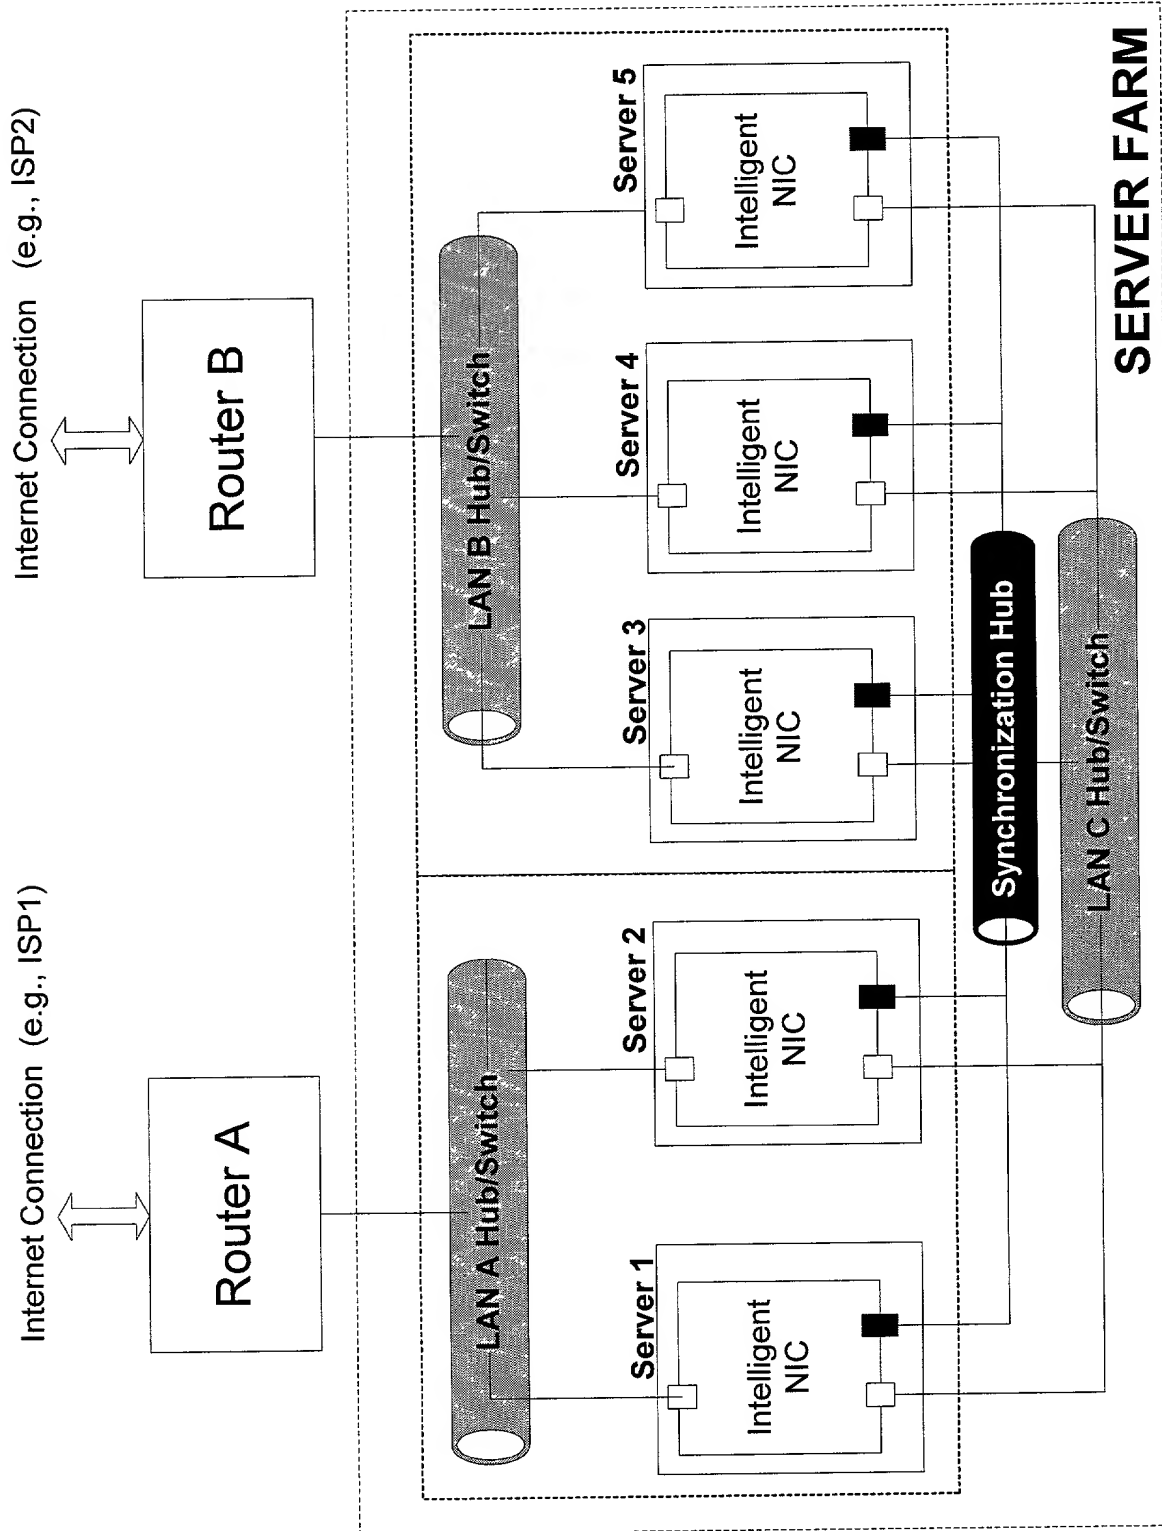 Internet Connection (e.g., ISP1)
Internet Connection (e.g., ISP2)
Router A
Router B
LAN A Hub/Switch
LAN B Hub/Switch
Server 1
Server 2
Server 3
Server 4
Server 5
Intelligent
NIC
Intelligent
NIC
Intelligent
NIC
Intelligent
NIC
Intelligent
NIC
Synchronization Hub
LAN C Hub/Switch
SERVER FARM